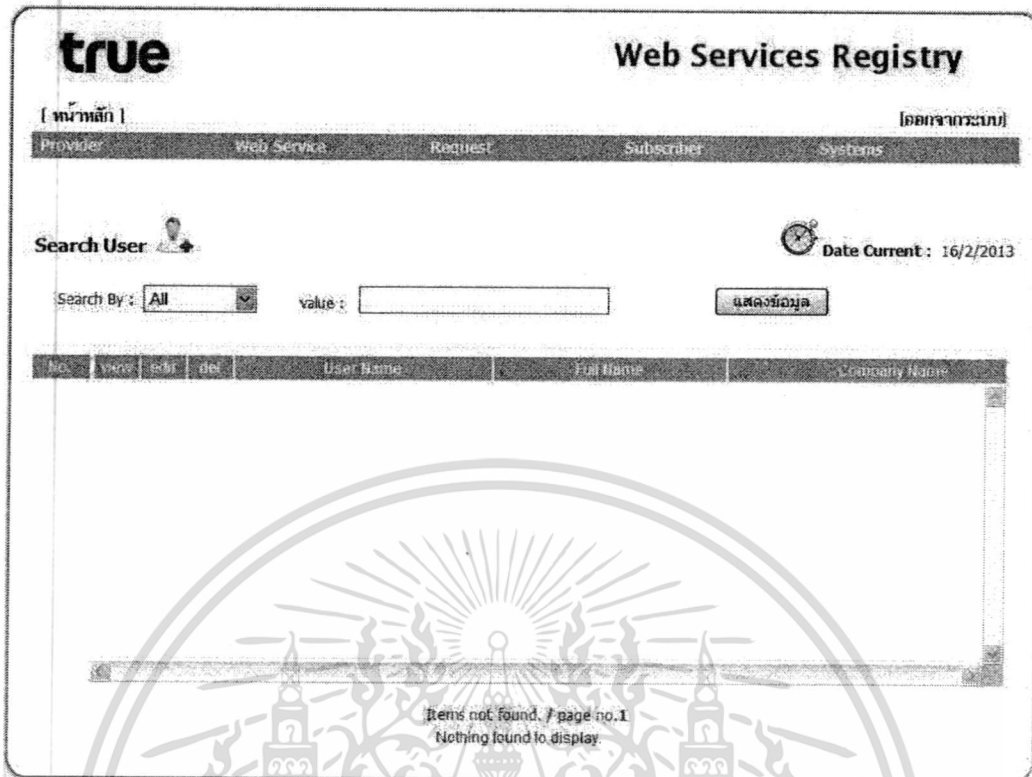 true
Web Services Registry
[ หน้าหลัก ]
[ออกจากระบบ]
Provider Web Service Request Subscriber Systems
Search User
Date Current : 16/2/2013
Search By : All value : แสดงข้อมูล
No. view edit del User Name Full Name Company Name
Items not found. / page no.1
Nothing found to display.